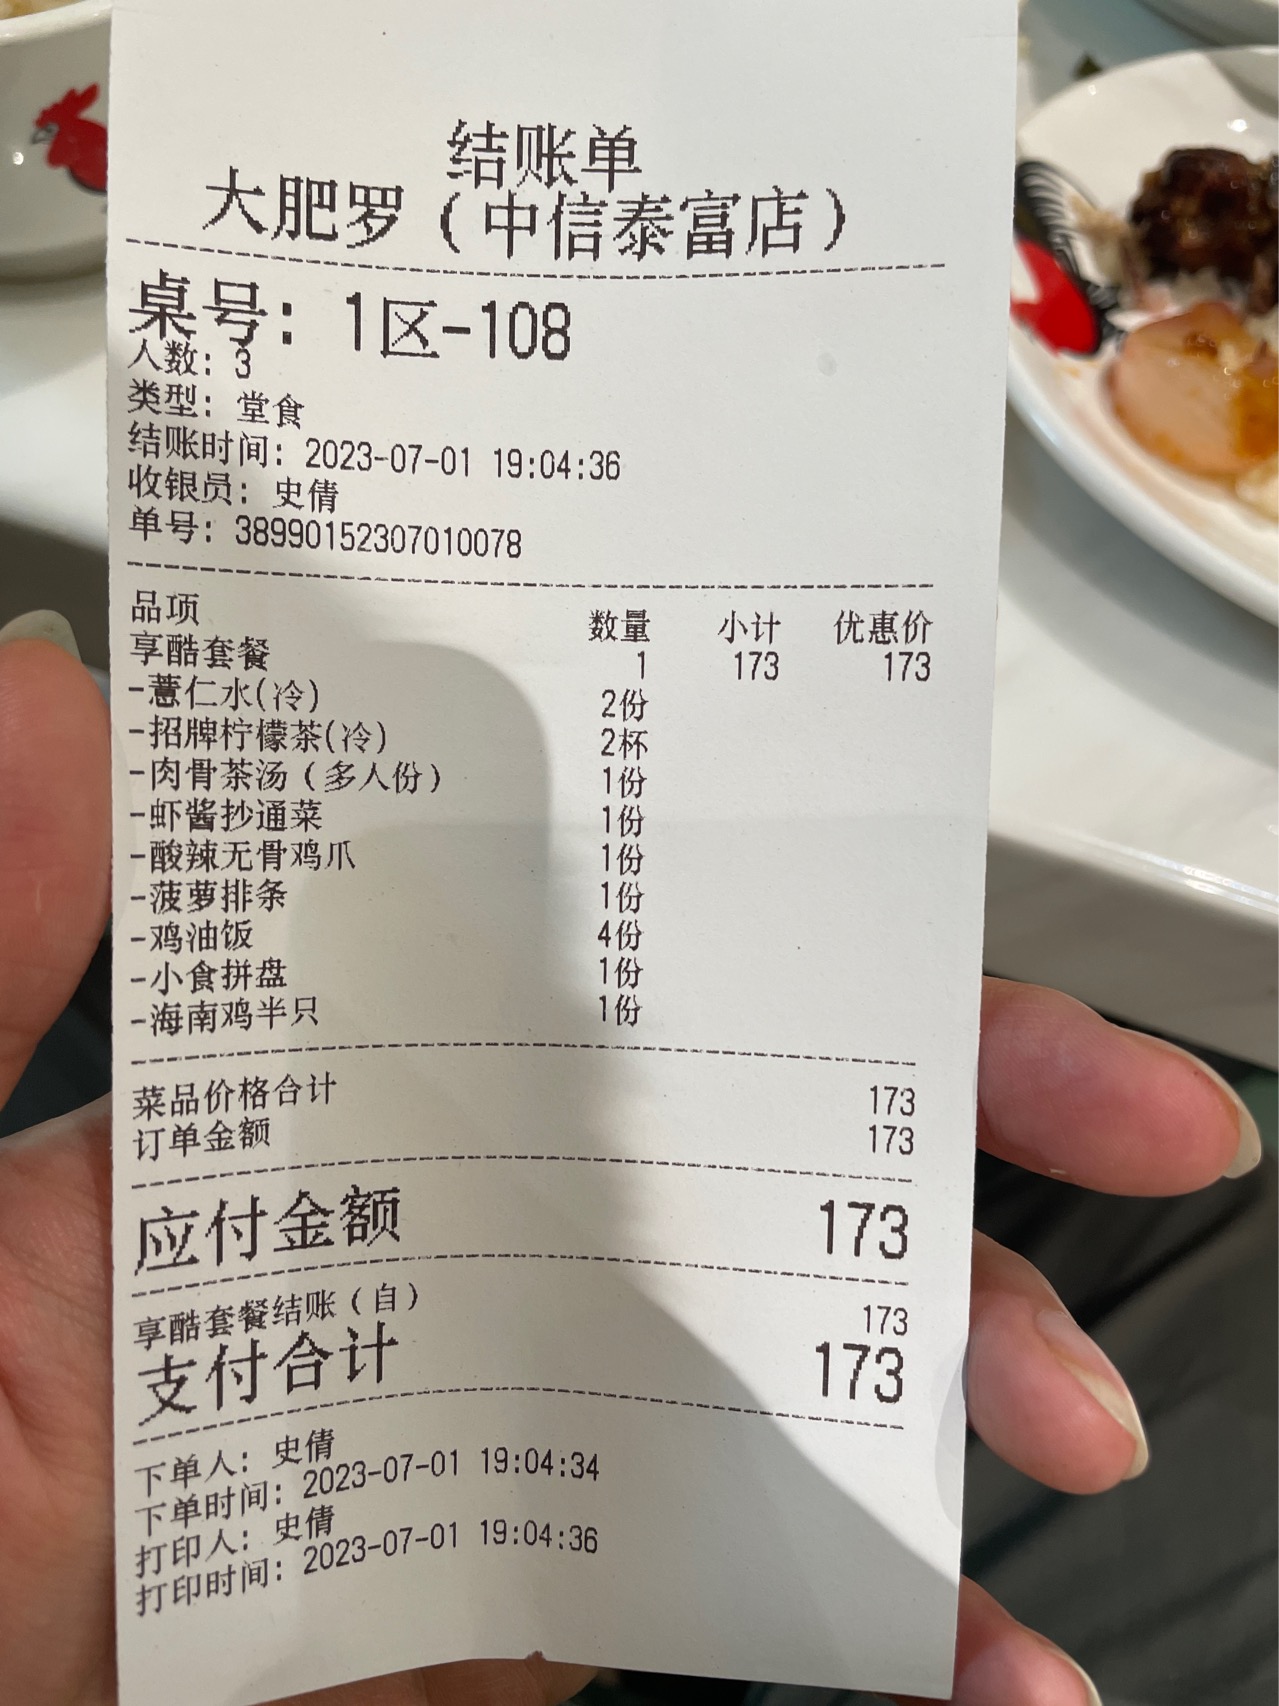 结账单
大肥罗（中信泰富店）
桌号：1区-108
人数：3
类型：堂食
结账时间：2023-07-01 19:04:36
收银员：史倩
单号：38990152307010078
品项 数量 小计 优惠价
享酷套餐 1 173 173
-薏仁水(冷) 2份
-招牌柠檬茶(冷) 2杯
-肉骨茶汤（多人份） 1份
-虾酱抄通菜 1份
-酸辣无骨鸡爪 1份
-菠萝排条 1份
-鸡油饭 4份
-小食拼盘 1份
-海南鸡半只 1份
菜品价格合计 173
订单金额 173
应付金额 173
享酷套餐结账（自） 173
支付合计 173
下单人：史倩
下单时间：2023-07-01 19:04:34
打印人：史倩
打印时间：2023-07-01 19:04:36